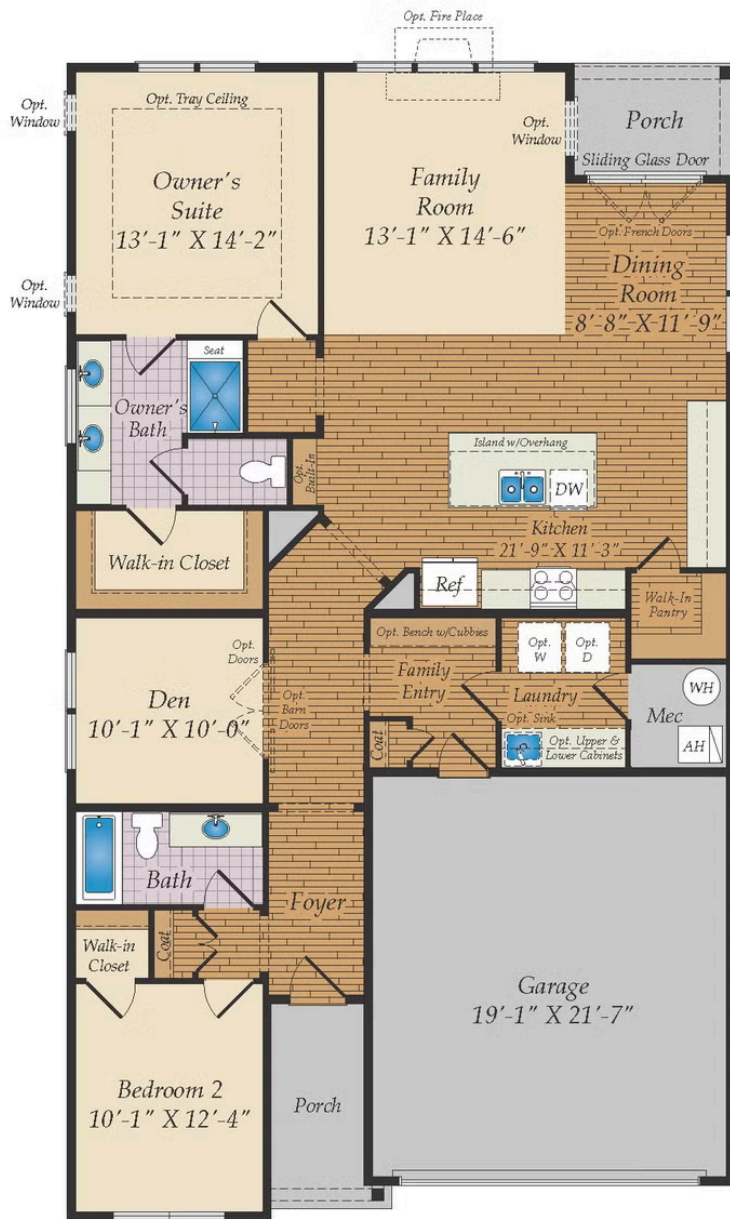 Opt. Fire Place
Opt.
Window
Opt. Tray Ceiling
Owner's
Suite
13'-1" X 14'-2"
Opt.
Window
Family
Room
13'-1" X 14'-6"
Opt.
Window
Porch
Sliding Glass Door
Opt. French Doors
Dining
Room
8'-8" X 11'-9"
Seat
Owner's
Bath
Opt.
Built-In
Island w/Overhang
DW
Kitchen
21'-9" X 11'-3"
Walk-in Closet
Ref
Walk-In
Pantry
Opt.
Doors
Den
10'-1" X 10'-0"
Opt.
Barn
Doors
Opt. Bench w/Cubbies
Family
Entry
Coat
Opt.
W
Opt.
D
Laundry
Opt. Sink
Opt. Upper &
Lower Cabinets
WH
Mec
AH
Bath
Foyer
Walk-in
Closet
Coat
Bedroom 2
10'-1" X 12'-4"
Porch
Garage
19'-1" X 21'-7"